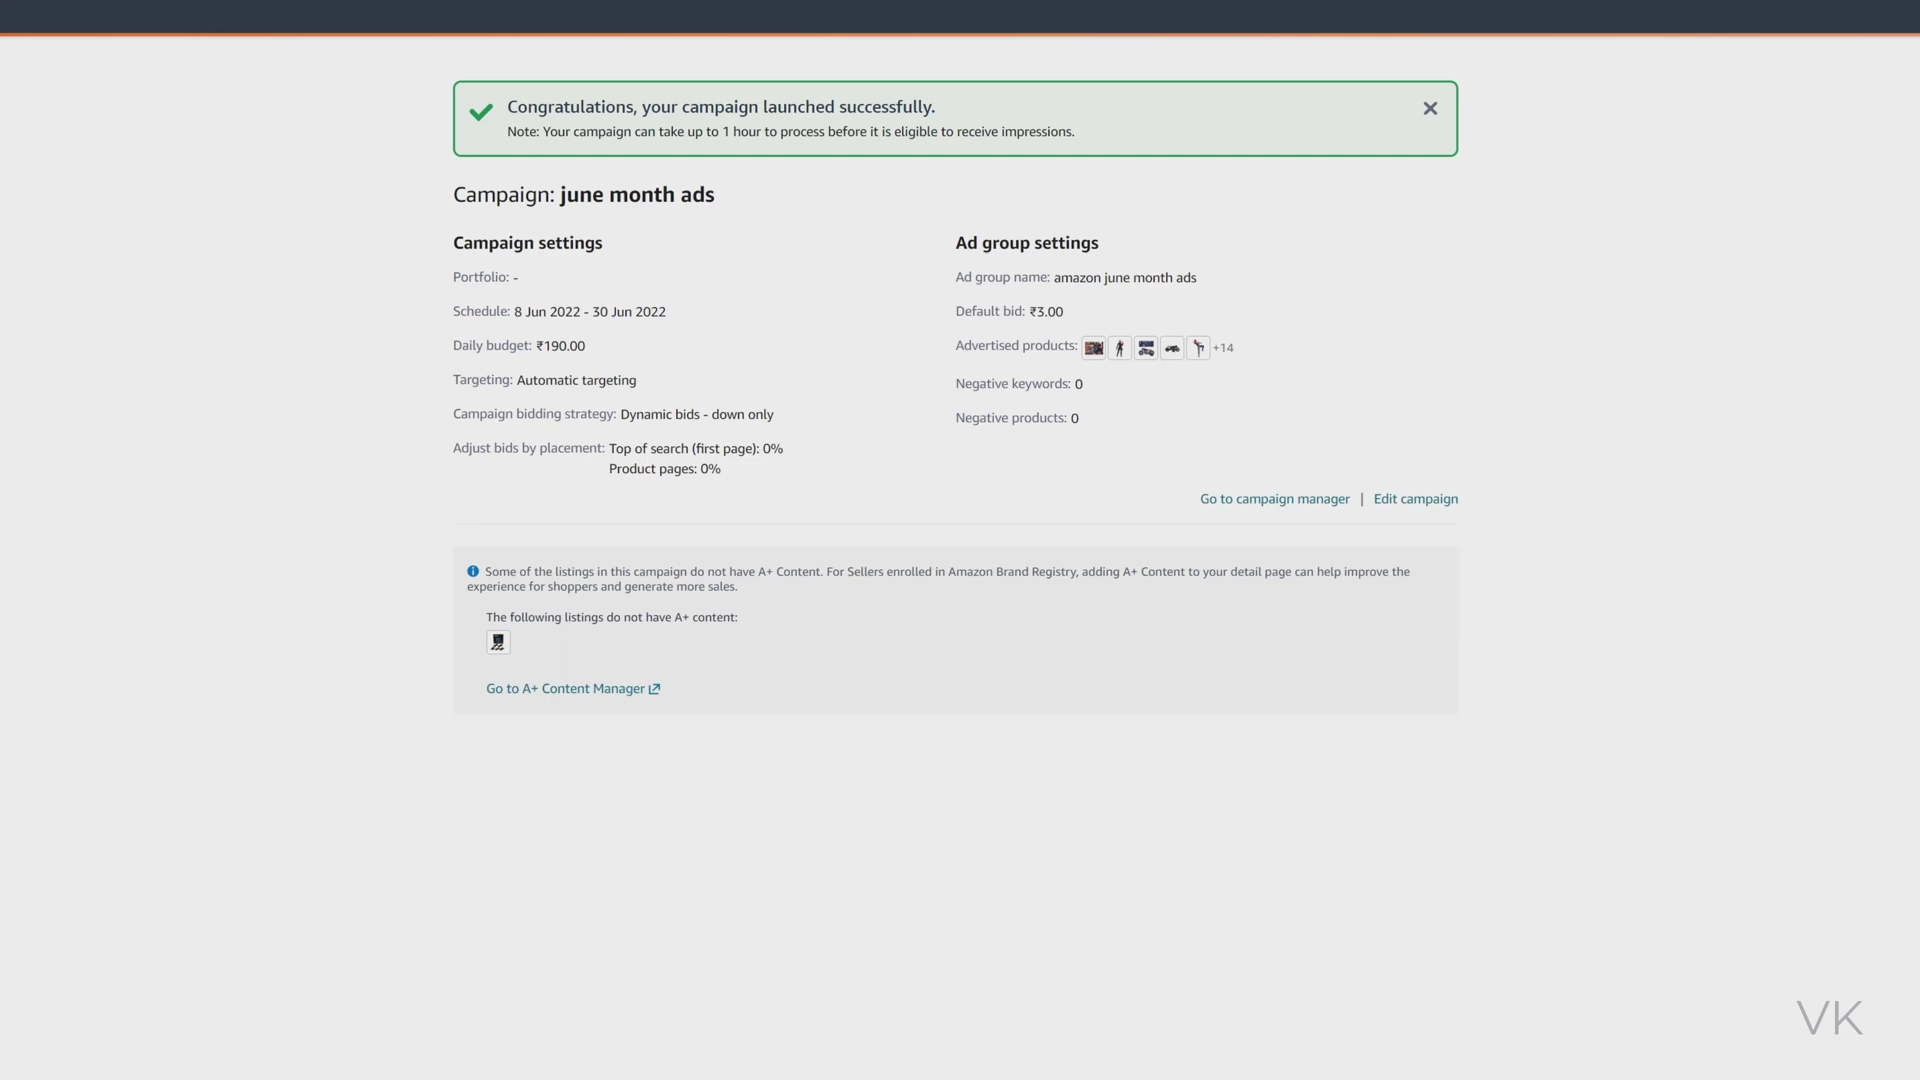 Congratulations, your campaign launched successfully.
Note: Your campaign can take up to 1 hour to process before it is eligible to receive impressions.
Campaign: june month ads
Campaign settings
Portfolio: -
Schedule: 8 Jun 2022 - 30 Jun 2022
Daily budget: ₹190.00
Targeting: Automatic targeting
Campaign bidding strategy: Dynamic bids - down only
Adjust bids by placement: Top of search (first page): 0%
Product pages: 0%
Ad group settings
Ad group name: amazon june month ads
Default bid: ₹3.00
Advertised products: +14
Negative keywords: 0
Negative products: 0
Go to campaign manager | Edit campaign
Some of the listings in this campaign do not have A+ Content. For Sellers enrolled in Amazon Brand Registry, adding A+ Content to your detail page can help improve the
experience for shoppers and generate more sales.
The following listings do not have A+ content:
Go to A+ Content Manager
VK